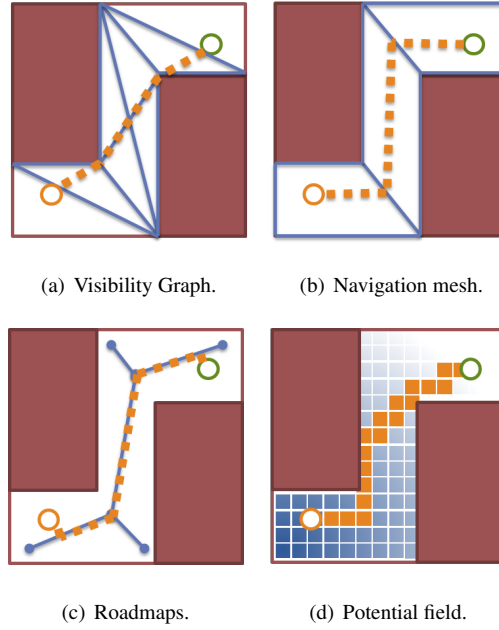 (a) Visibility Graph.
(b) Navigation mesh.
(c) Roadmaps.
(d) Potential field.